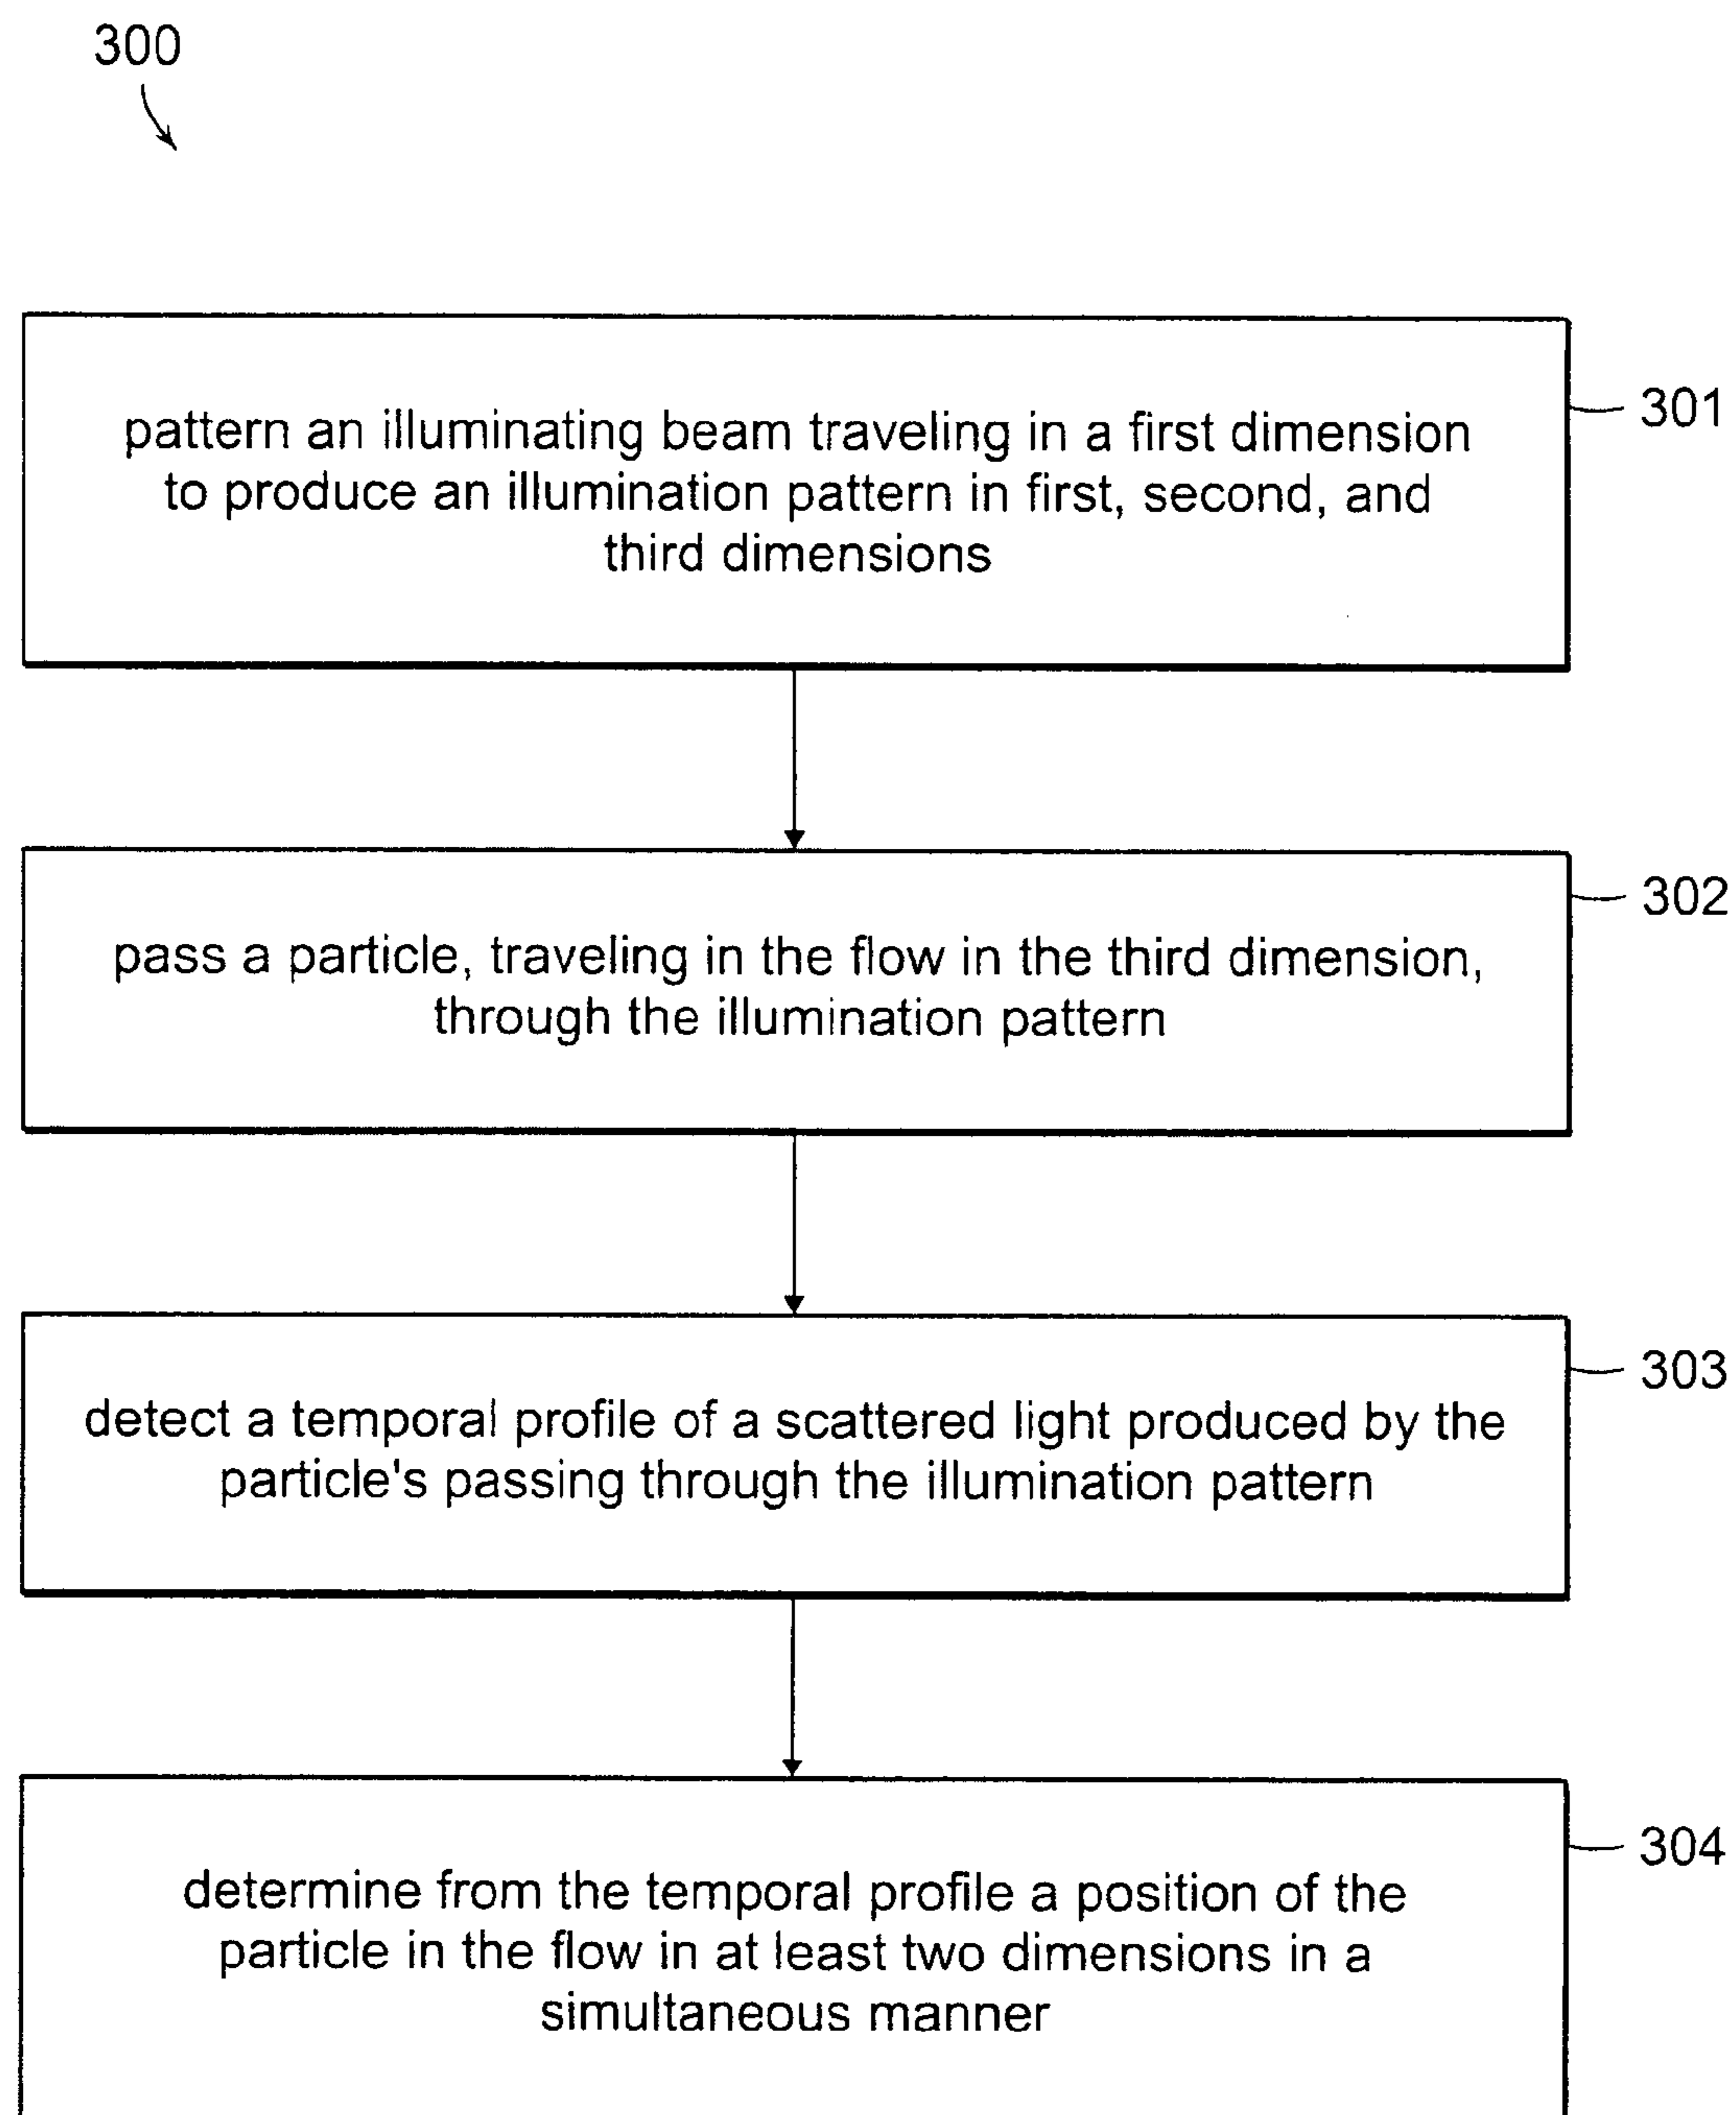 300
pattern an illuminating beam traveling in a first dimension
to produce an illumination pattern in first, second, and
third dimensions
301
pass a particle, traveling in the flow in the third dimension,
through the illumination pattern
302
detect a temporal profile of a scattered light produced by the
particle's passing through the illumination pattern
303
determine from the temporal profile a position of the
particle in the flow in at least two dimensions in a
simultaneous manner
304